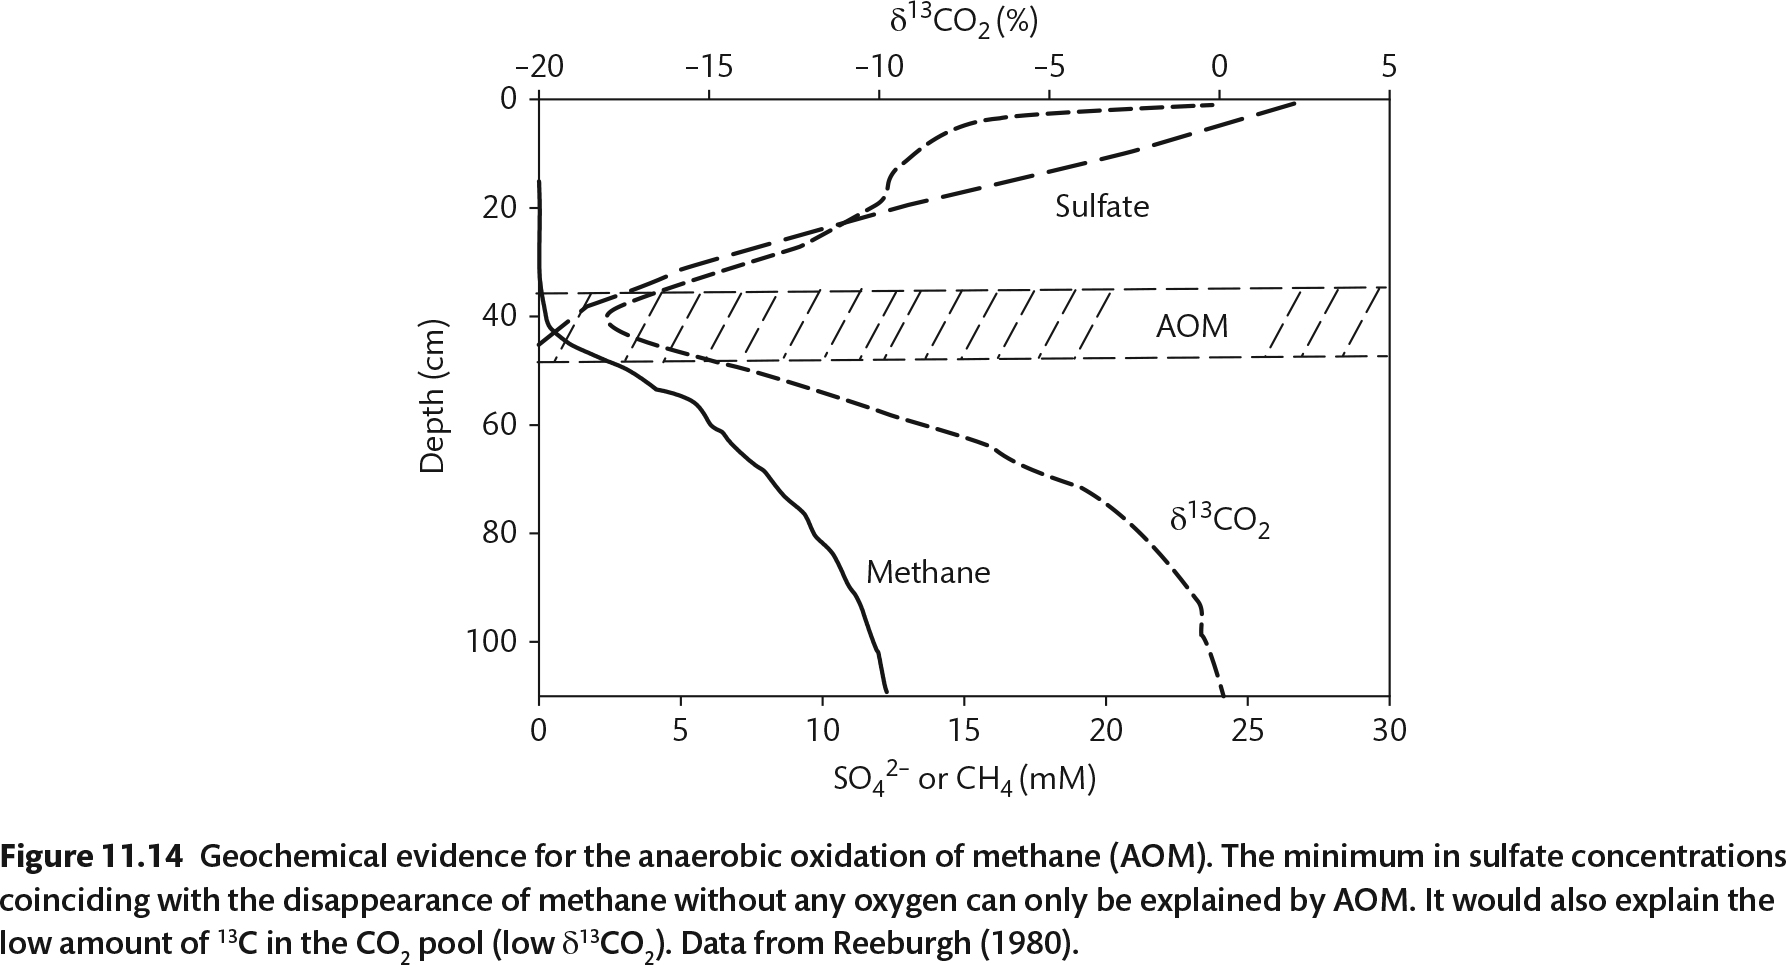 δ¹³CO₂ (%)
–20 –15 –10 –5 0 5
0
20
40
60
80
100
Depth (cm)
Sulfate
AOM
δ¹³CO₂
Methane
0 5 10 15 20 25 30
SO₄²⁻ or CH₄ (mM)
Figure 11.14 Geochemical evidence for the anaerobic oxidation of methane (AOM). The minimum in sulfate concentrations
coinciding with the disappearance of methane without any oxygen can only be explained by AOM. It would also explain the
low amount of ¹³C in the CO₂ pool (low δ¹³CO₂). Data from Reeburgh (1980).